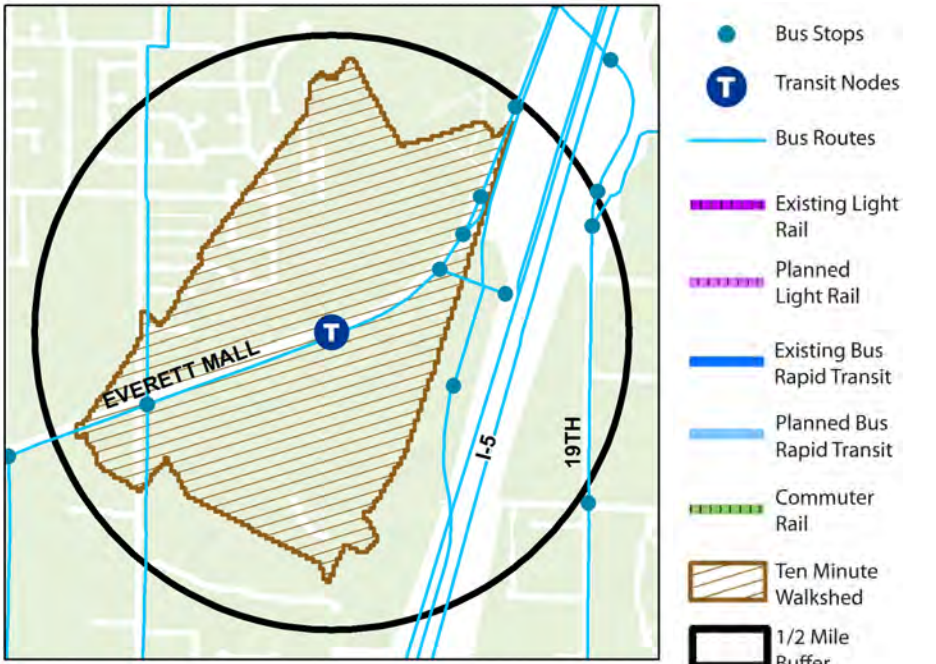 EVERETT MALL
T
I-5
19TH
Bus Stops
T
Transit Nodes
Bus Routes
Existing Light
Rail
Planned
Light Rail
Existing Bus
Rapid Transit
Planned Bus
Rapid Transit
Commuter
Rail
Ten Minute
Walkshed
1/2 Mile
Buffer